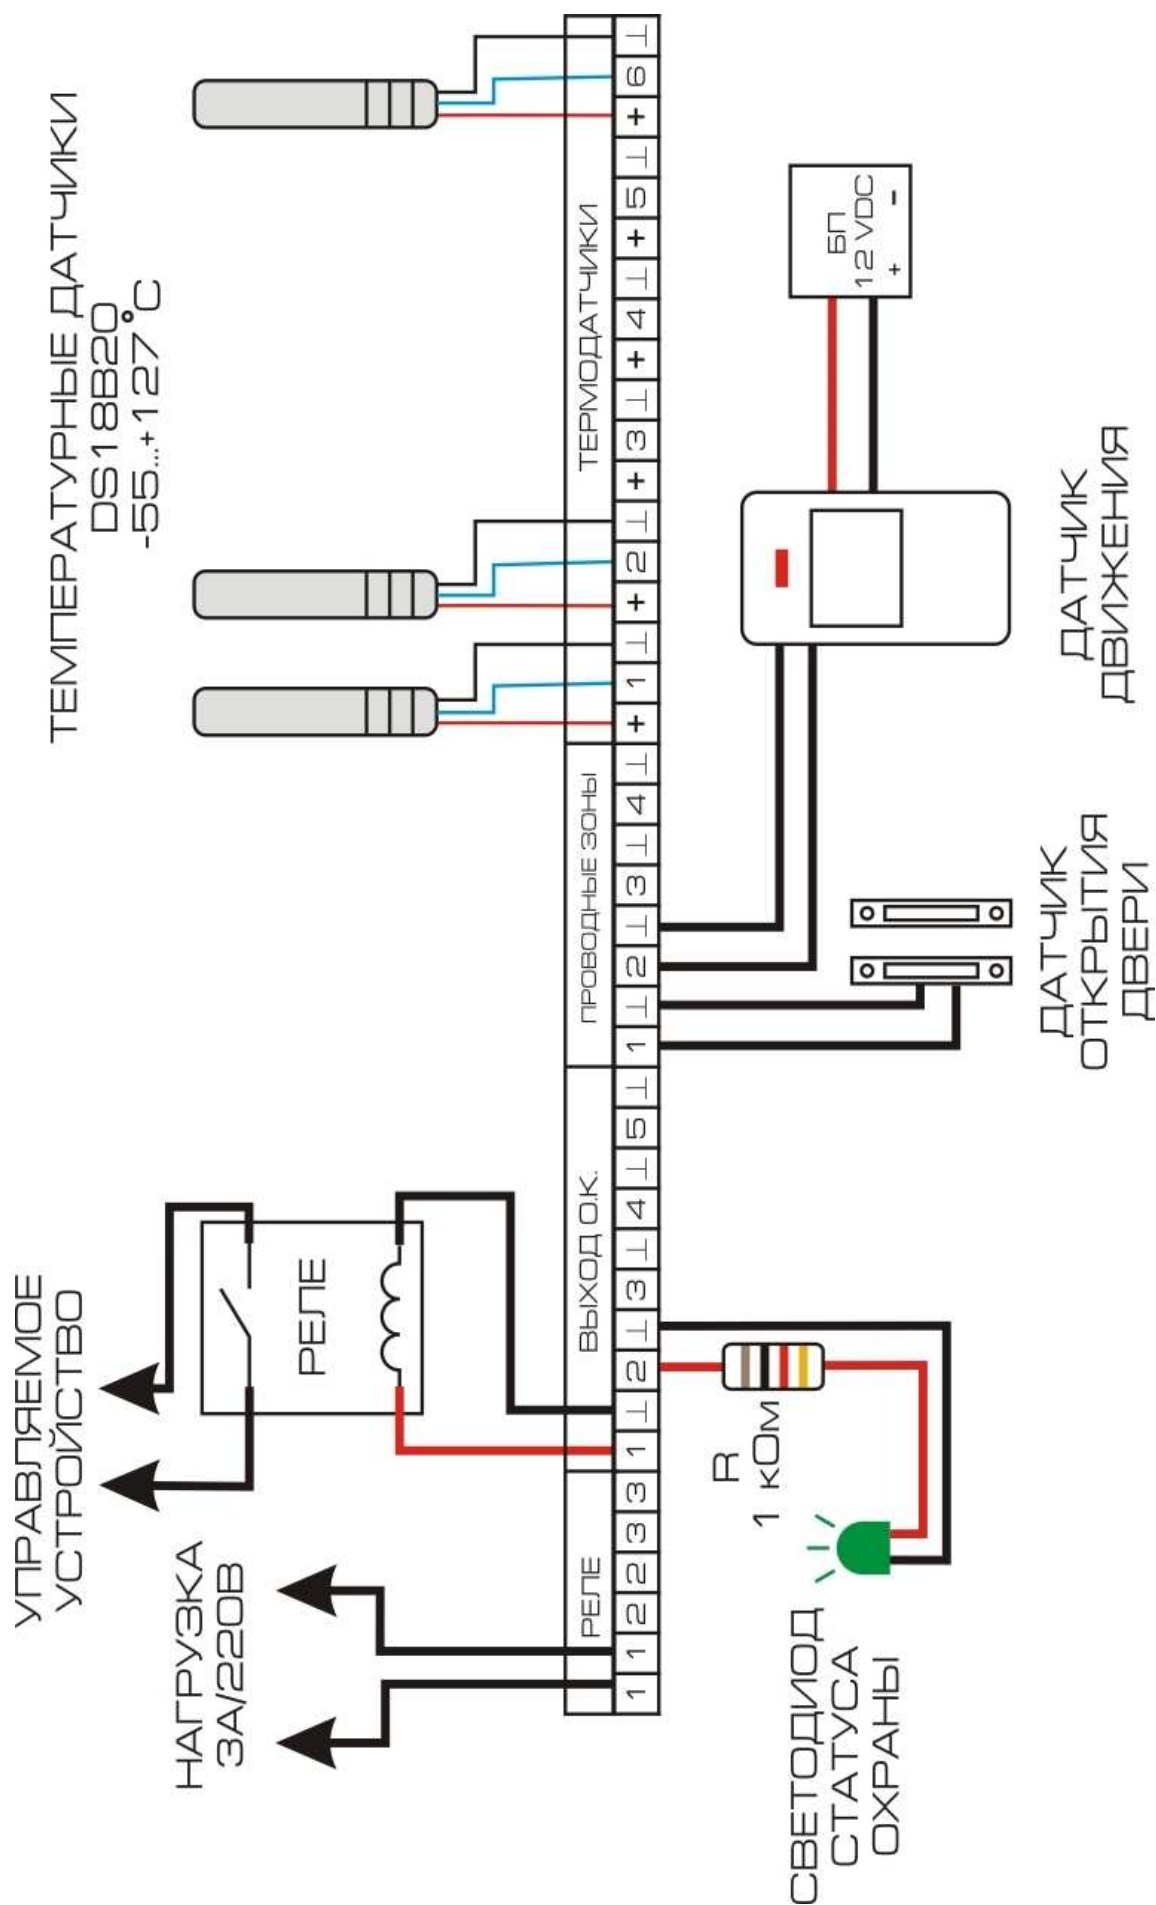 УПРАВЛЯЕМОЕ
УСТРОЙСТВО
ТЕМПЕРАТУРНЫЕ ДАТЧИКИ
DS18B20
-55...+127°C
НАГРУЗКА
3А/220В
РЕЛЕ
РЕЛЕ
ВЫХОД О.К.
ПРОВОДНЫЕ ЗОНЫ
ТЕРМОДАТЧИКИ
1 1 2 2 3 3 1 ⊥ 2 ⊥ 3 ⊥ 4 ⊥ 5 ⊥ 1 ⊥ 2 ⊥ 3 ⊥ 4 ⊥ + 1 ⊥ + 2 ⊥ + 3 ⊥ + 4 ⊥ + 5 ⊥ + 6 ⊥
R
1 кОм
БП
12 VDC
+ -
СВЕТОДИОД
СТАТУСА
ОХРАНЫ
ДАТЧИК
ОТКРЫТИЯ
ДВЕРИ
ДАТЧИК
ДВИЖЕНИЯ